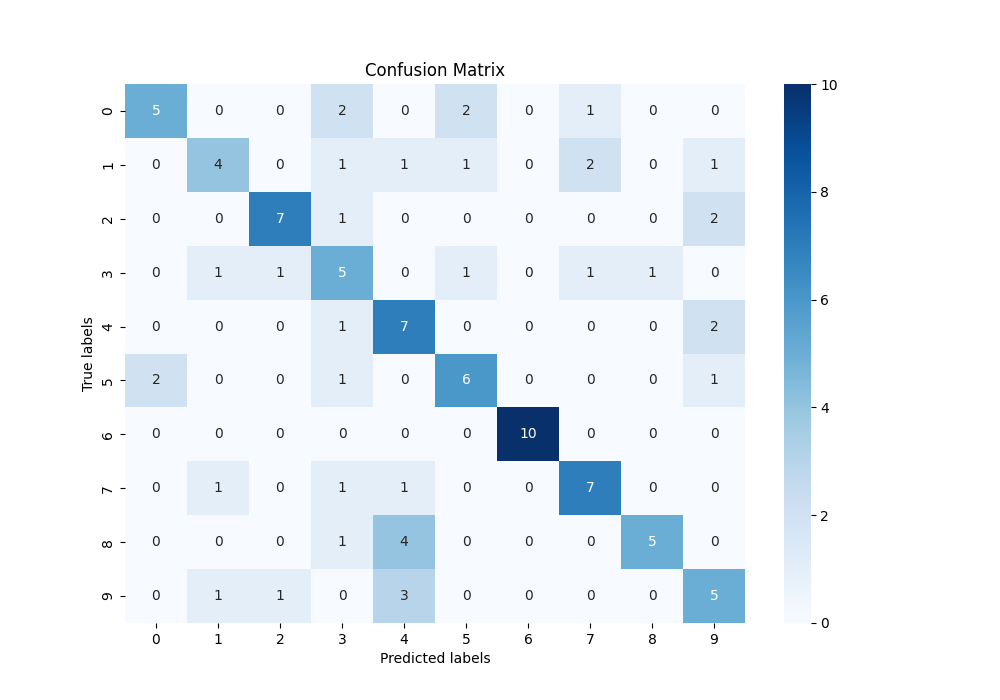 Confusion Matrix
0 5 0 0 2 0 2 0 1 0 0
1 0 4 0 1 1 1 0 2 0 1
2 0 0 7 1 0 0 0 0 0 2
3 0 1 1 5 0 1 0 1 1 0
4 0 0 0 1 7 0 0 0 0 2
5 2 0 0 1 0 6 0 0 0 1
6 0 0 0 0 0 0 10 0 0 0
7 0 1 0 1 1 0 0 7 0 0
8 0 0 0 1 4 0 0 0 5 0
9 0 1 1 0 3 0 0 0 0 5
0 1 2 3 4 5 6 7 8 9
Predicted labels
True labels
10
8
6
4
2
0